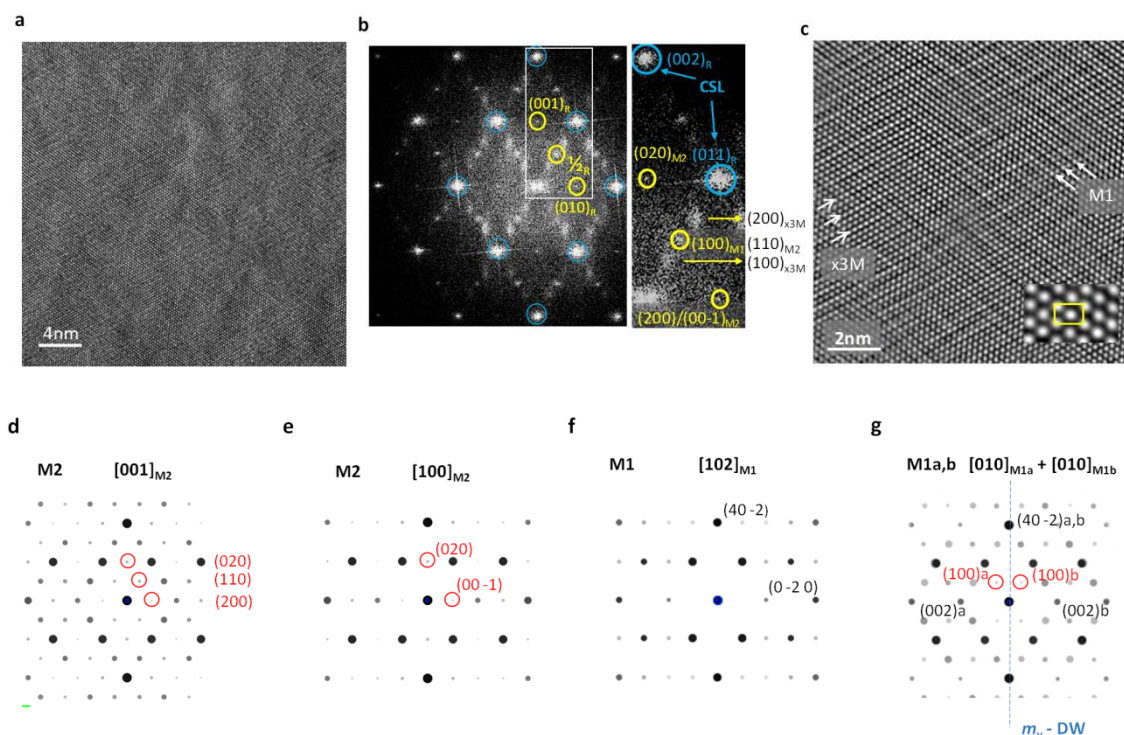 a
4nm
b
(001)R
½R
(010)R
(002)R
CSL
(020)M2
(011)R
(200)x3M
(100)M1 (110)M2
(100)x3M
(200)/(00-1)M2
c
M1
x3M
2nm
d
M2 [001]M2
(020)
(110)
(200)
e
M2 [100]M2
(020)
(00 -1)
f
M1 [102]M1
(40 -2)
(0 -2 0)
g
M1a,b [010]M1a + [010]M1b
(40 -2)a,b
(100)a
(100)b
(002)a
(002)b
mv - DW